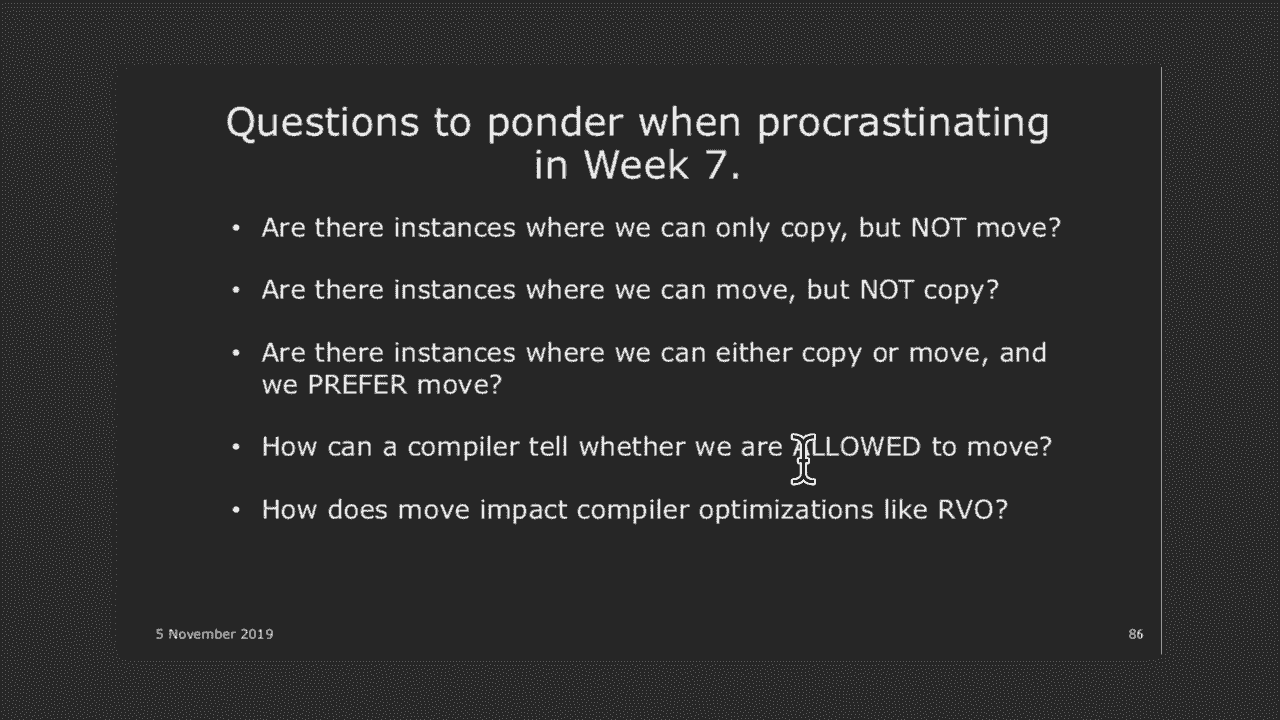 Questions to ponder when procrastinating
in Week 7.
• Are there instances where we can only copy, but NOT move?
• Are there instances where we can move, but NOT copy?
• Are there instances where we can either copy or move, and
we PREFER move?
• How can a compiler tell whether we are ALLOWED to move?
• How does move impact compiler optimizations like RVO?
5 November 2019
86